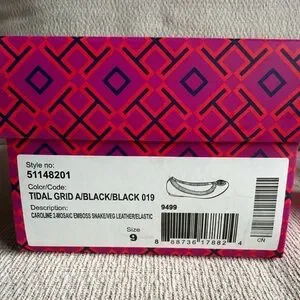 Style no:
51148201
Color/Code:
TIDAL GRID A/BLACK/BLACK 019
Description:
9499
CAROLINE 2-MOSAIC EMBOSS SNAKE/VEG LEATHER/ELASTIC
Size
9
8 88736 17882 4
CN